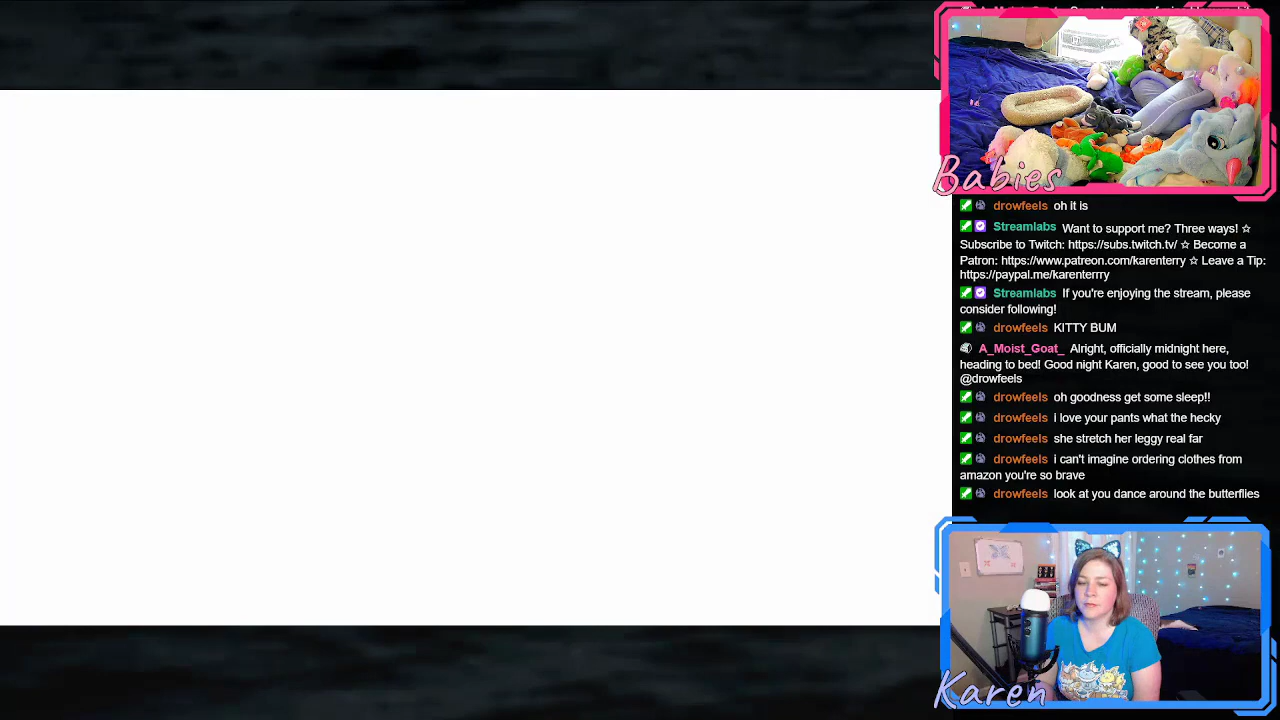 Babies
drowfeels oh it is
Streamlabs Want to support me? Three ways! ☆
Subscribe to Twitch: https://subs.twitch.tv/ ☆ Become a
Patron: https://www.patreon.com/karenterry ☆ Leave a Tip:
https://paypal.me/karenterrry
Streamlabs If you're enjoying the stream, please
consider following!
drowfeels KITTY BUM
A_Moist_Goat_ Alright, officially midnight here,
heading to bed! Good night Karen, good to see you too!
@drowfeels
drowfeels oh goodness get some sleep!!
drowfeels i love your pants what the hecky
drowfeels she stretch her leggy real far
drowfeels i can't imagine ordering clothes from
amazon you're so brave
drowfeels look at you dance around the butterflies
Karen